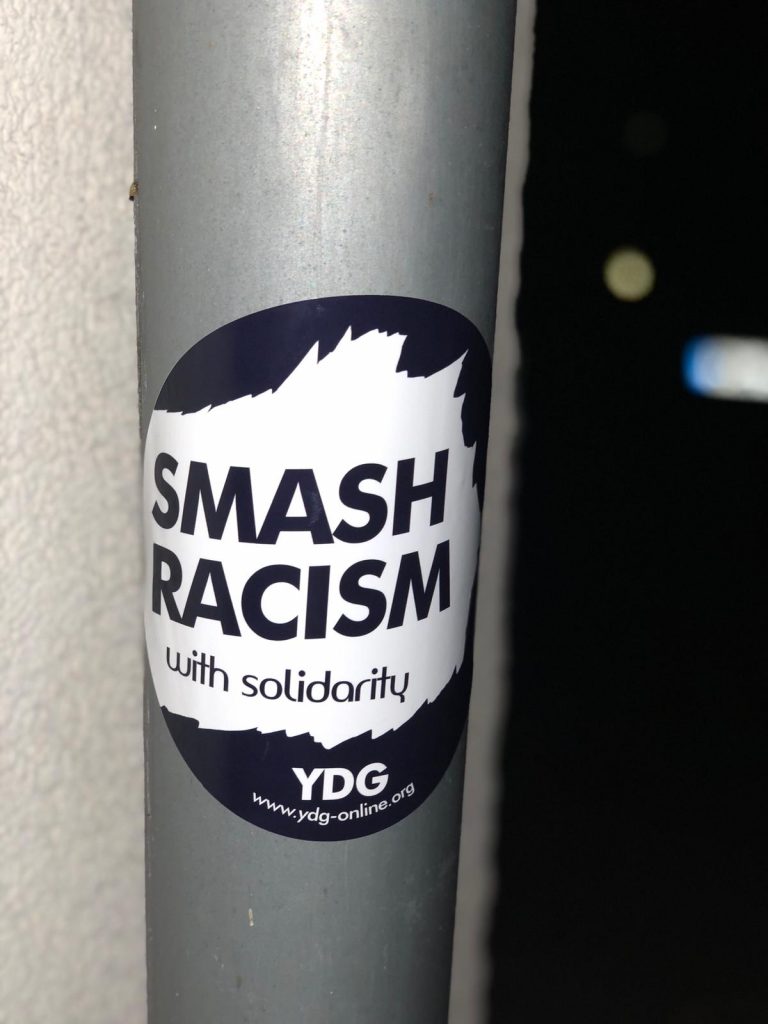 SMASH
RACISM
with solidarity
YDG
www.ydg-online.org